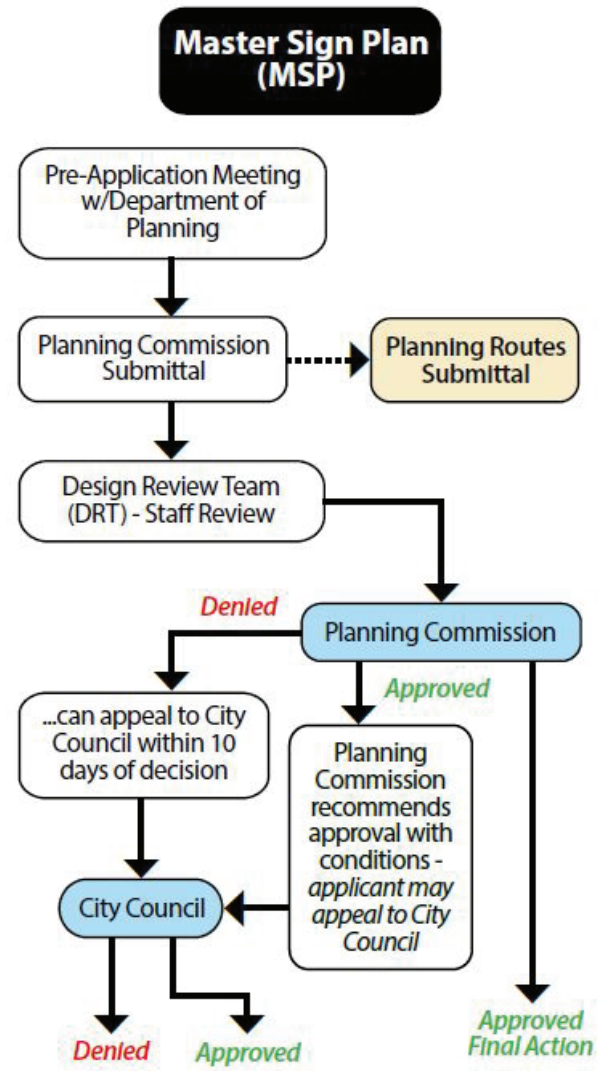 Master Sign Plan
(MSP)
Pre-Application Meeting
w/Department of
Planning
Planning Commission
Submittal
Planning Routes
Submittal
Design Review Team
(DRT) - Staff Review
Denied
Planning Commission
Approved
...can appeal to City
Council within 10
days of decision
Planning
Commission
recommends
approval with
conditions -
applicant may
appeal to City
Council
City Council
Denied
Approved
Approved
Final Action